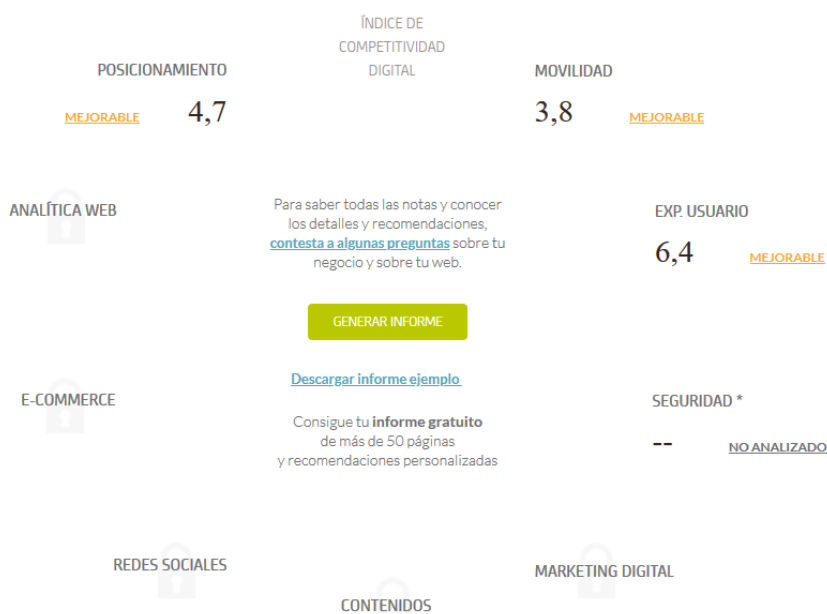 ÍNDICE DE
COMPETITIVIDAD
DIGITAL
POSICIONAMIENTO
MEJORABLE 4,7
MOVILIDAD
3,8 MEJORABLE
ANALÍTICA WEB
Para saber todas las notas y conocer
los detalles y recomendaciones,
contesta a algunas preguntas sobre tu
negocio y sobre tu web.
EXP. USUARIO
6,4 MEJORABLE
GENERAR INFORME
Descargar informe ejemplo
E-COMMERCE
Consigue tu informe gratuito
de más de 50 páginas
y recomendaciones personalizadas
SEGURIDAD *
-- NO ANALIZADO
REDES SOCIALES
CONTENIDOS
MARKETING DIGITAL